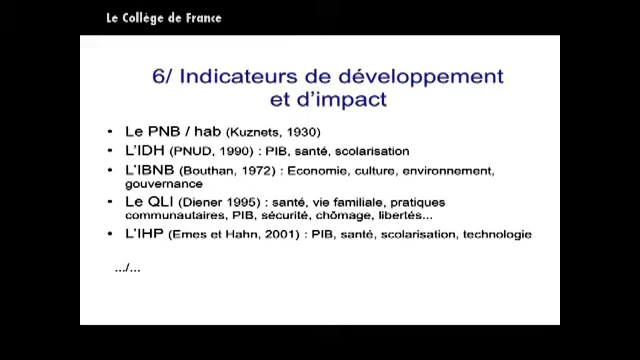 Le Collège de France
6/ Indicateurs de développement
et d'impact
• Le PNB / hab (Kuznets, 1930)
• L'IDH (PNUD, 1990) : PIB, santé, scolarisation
• L'IBNB (Bouthan, 1972) : Economie, culture, environnement,
gouvernance
• Le QLI (Diener 1995) : santé, vie familiale, pratiques
communautaires, PIB, sécurité, chômage, libertés...
• L'IHP (Emes et Hahn, 2001) : PIB, santé, scolarisation, technologie
.../...